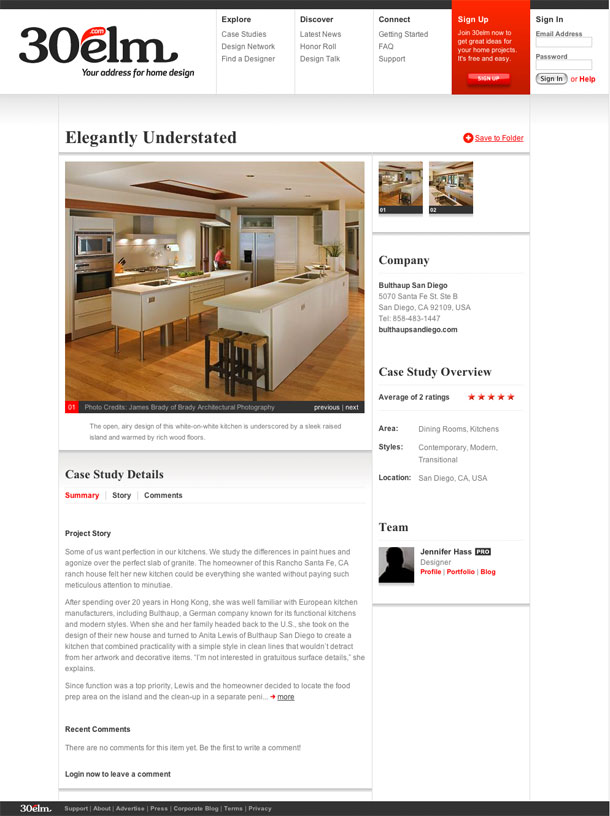 30elm.com
Your address for home design
Explore
Case Studies
Design Network
Find a Designer
Discover
Latest News
Honor Roll
Design Talk
Connect
Getting Started
FAQ
Support
Sign Up
Join 30elm now to
get great ideas for
your home projects.
It's free and easy.
SIGN UP
Sign In
Email Address
Password
Sign In or Help
Elegantly Understated
Save to Folder
01 Photo Credits: James Brady of Brady Architectural Photography previous | next
The open, airy design of this white-on-white kitchen is underscored by a sleek raised
island and warmed by rich wood floors.
Case Study Details
Summary | Story | Comments
Project Story
Some of us want perfection in our kitchens. We study the differences in paint hues and
agonize over the perfect slab of granite. The homeowner of this Rancho Santa Fe, CA
ranch house felt her new kitchen could be everything she wanted without paying such
meticulous attention to minutiae.
After spending over 20 years in Hong Kong, she was well familiar with European kitchen
manufacturers, including Bulthaup, a German company known for its functional kitchens
and modern styles. When she and her family headed back to the U.S., she took on the
design of their new house and turned to Anita Lewis of Bulthaup San Diego to create a
kitchen that combined practicality with a simple style in clean lines that wouldn't detract
from her artwork and decorative items. "I'm not interested in gratuitous surface details," she
explains.
Since function was a top priority, Lewis and the homeowner decided to locate the food
prep area on the island and the clean-up in a separate peni... more
Recent Comments
There are no comments for this item yet. Be the first to write a comment!
Login now to leave a comment
01 02
Company
Bulthaup San Diego
5070 Santa Fe St. Ste B
San Diego, CA 92109, USA
Tel: 858-483-1447
bulthaupsandiego.com
Case Study Overview
Average of 2 ratings
Area: Dining Rooms, Kitchens
Styles: Contemporary, Modern,
Transitional
Location: San Diego, CA, USA
Team
Jennifer Hass PRO
Designer
Profile | Portfolio | Blog
30elm. Support | About | Advertise | Press | Corporate Blog | Terms | Privacy